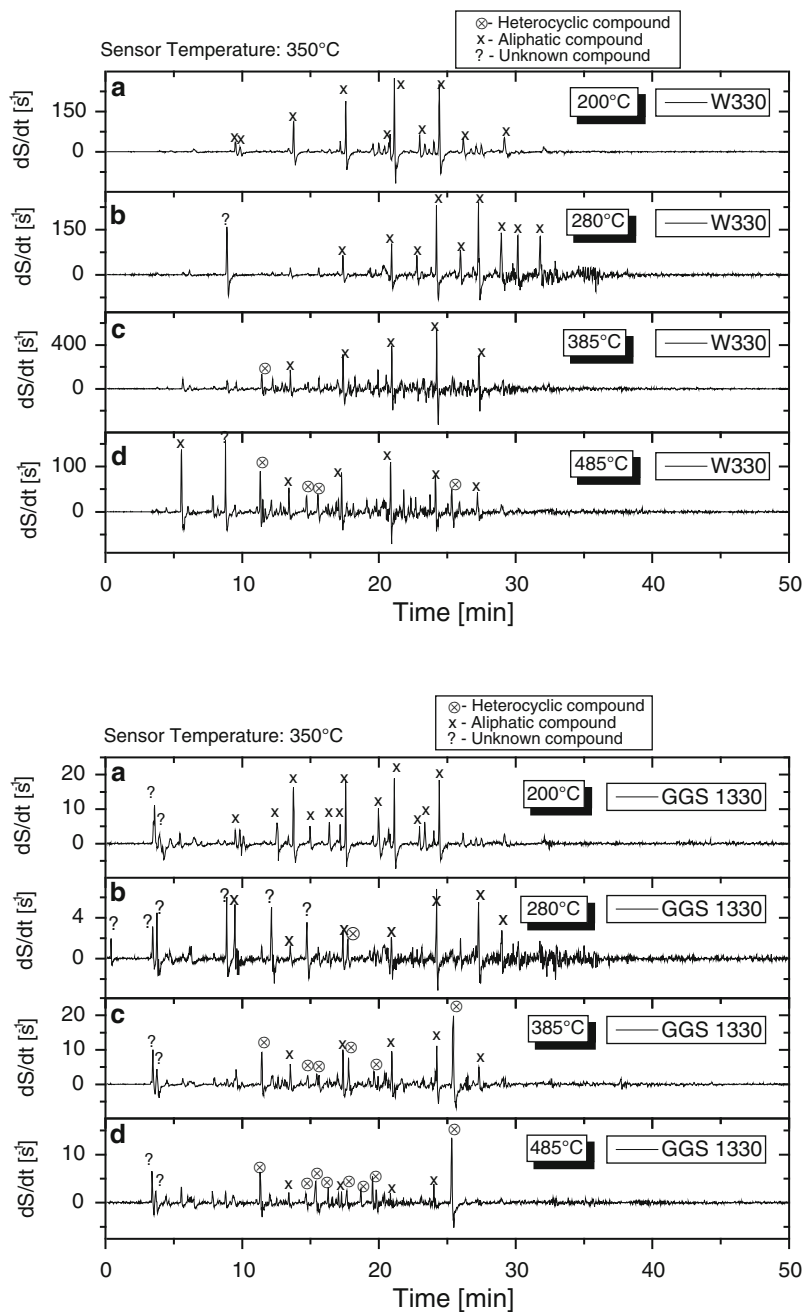 ⊗- Heterocyclic compound
x - Aliphatic compound
? - Unknown compound
Sensor Temperature: 350°C
a
200°C
W330
150
0
dS/dt [s-1]
b
?
280°C
W330
150
0
dS/dt [s-1]
x x x x x x x x x
c
385°C
W330
400
0
dS/dt [s-1]
⊗ x x x x x
d
485°C
W330
100
0
dS/dt [s-1]
x ? ⊗ x ⊗ ⊗ x x x ⊗ x
0 10 20 30 40 50
Time [min]
⊗- Heterocyclic compound
x - Aliphatic compound
? - Unknown compound
Sensor Temperature: 350°C
a
200°C
GGS 1330
20
10
0
dS/dt [s-1]
? ? x x x x x x x x x x x x
b
280°C
GGS 1330
4
0
dS/dt [s-1]
? ? ? ? x ? x ? x ⊗ x x x x
c
385°C
GGS 1330
20
10
0
dS/dt [s-1]
? ? ⊗ x ⊗ ⊗ x ⊗ ⊗ x x ⊗ x
d
485°C
GGS 1330
10
0
dS/dt [s-1]
? ? ⊗ x ⊗ ⊗ ⊗ x ⊗ ⊗ ⊗ x x ⊗
0 10 20 30 40 50
Time [min]